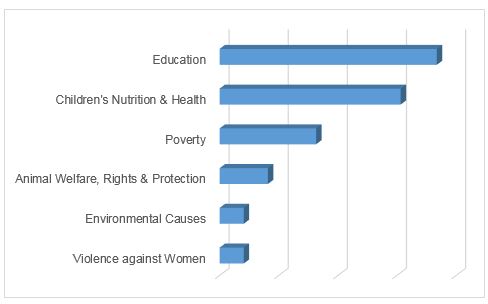 Education
Children's Nutrition & Health
Poverty
Animal Welfare, Rights & Protection
Environmental Causes
Violence against Women